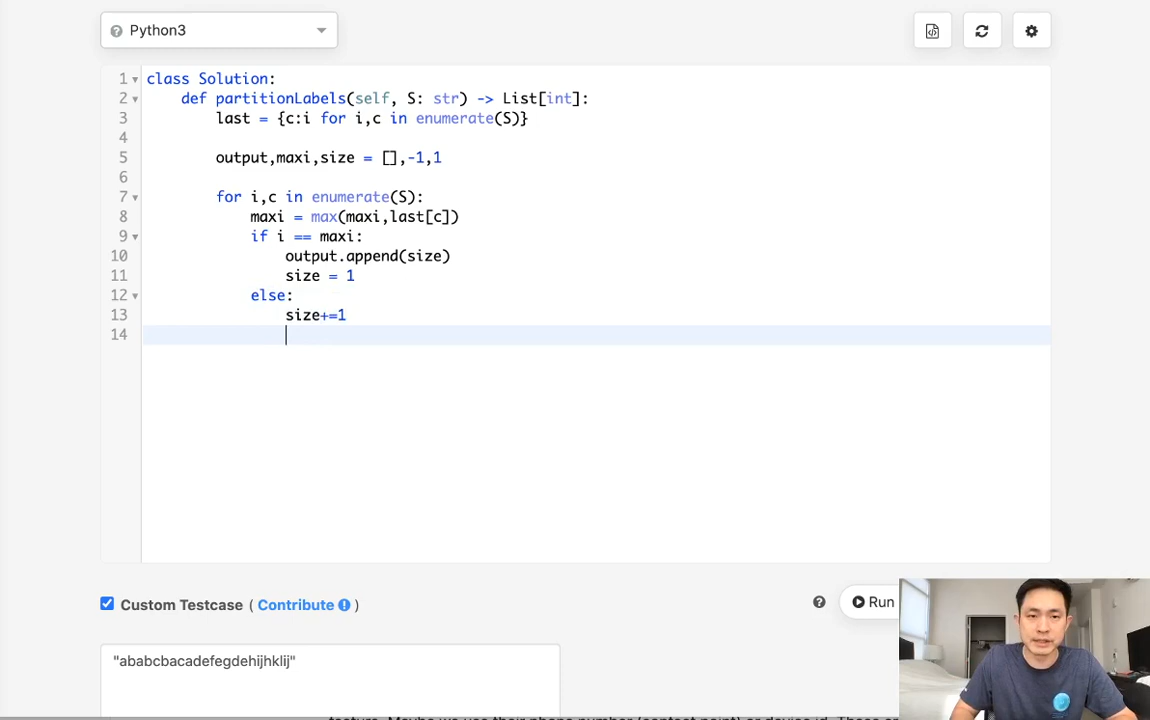 Python3
1 class Solution:
2 def partitionLabels(self, S: str) -> List[int]:
3 last = {c:i for i,c in enumerate(S)}
4
5 output,maxi,size = [],-1,1
6
7 for i,c in enumerate(S):
8 maxi = max(maxi,last[c])
9 if i == maxi:
10 output.append(size)
11 size = 1
12 else:
13 size+=1
14
Custom Testcase ( Contribute )
Run
"ababcbacadefegdehijhklij"